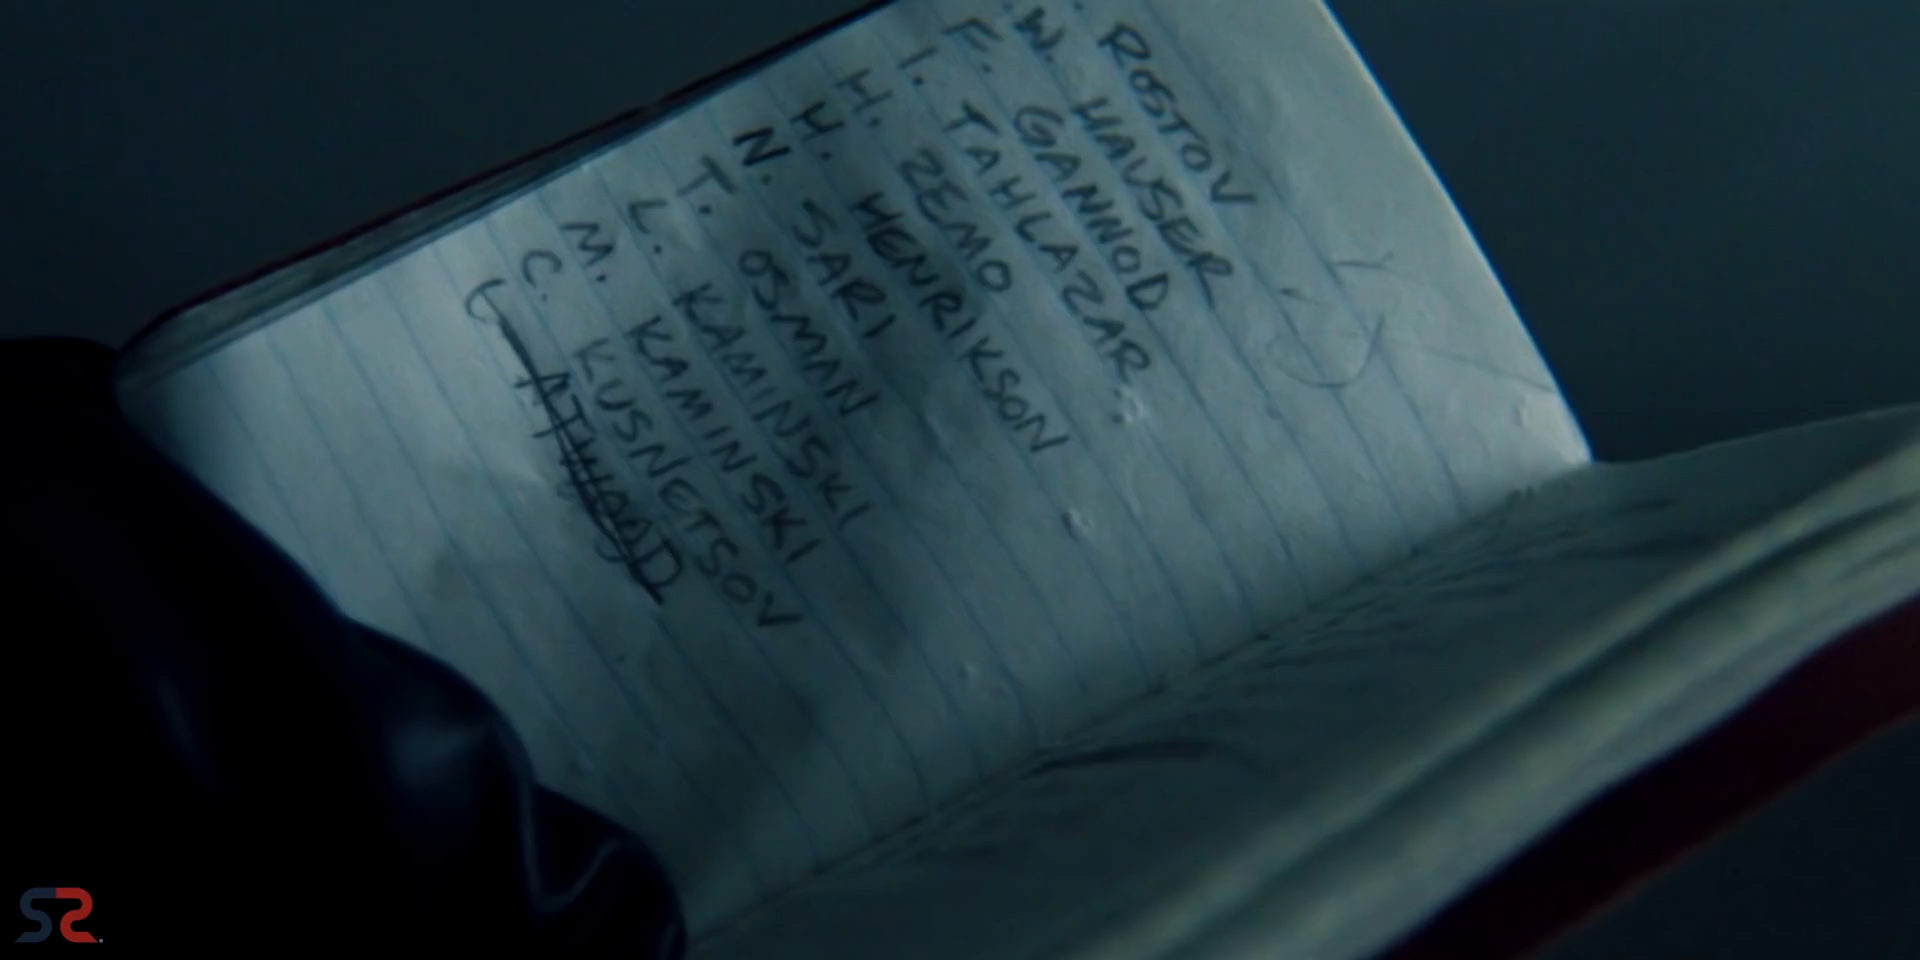 ROSTOV
W. HAUSER
F. GANNOD
I. TAHLAZAR
H. ZEMO
H. HENRIKSON
N. SARI
T. OSMAN
L. KAMINSKI
M. KAMINSKI
C. KUSNETSOV
ATWOOD